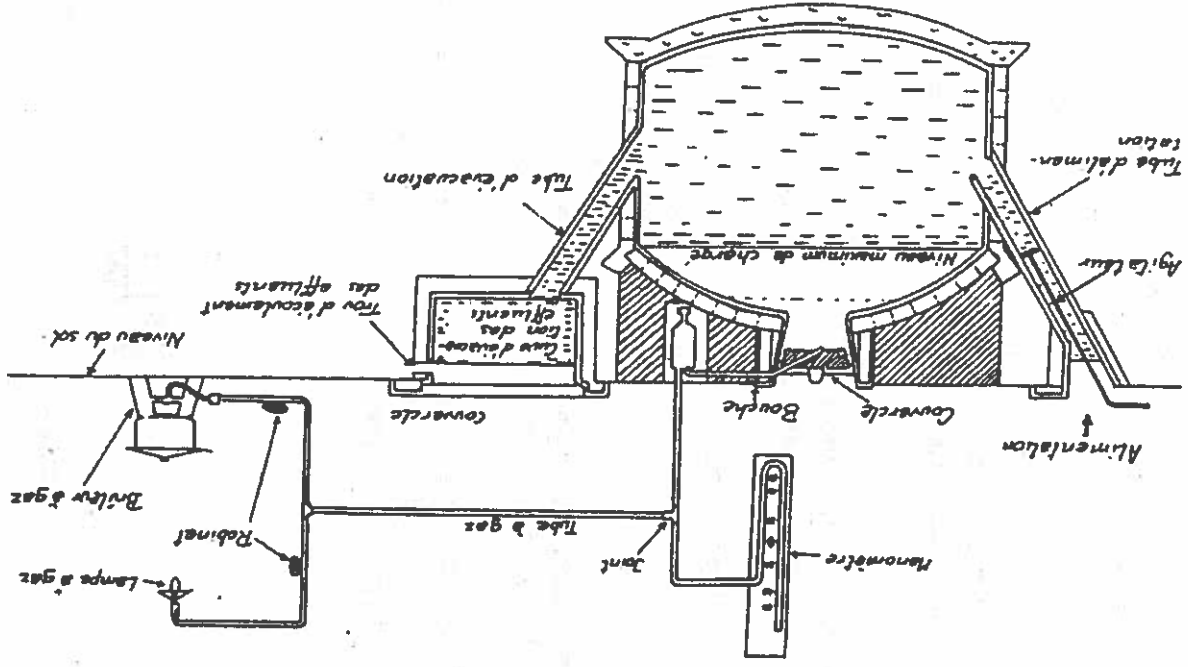 Lampe à gaz
Manomètre
Robinet
Joint
Tube à gaz
Brûleur à gaz
Alimentation
Couvercle
Bouche
Couvercle
Niveau du sol
Trou d'écoulement
des effluents
Cuve d'évacua-
tion des
effluents
Agitateur
Niveau maximum de charge
Tube d'évacuation
Tube d'alimen-
tation